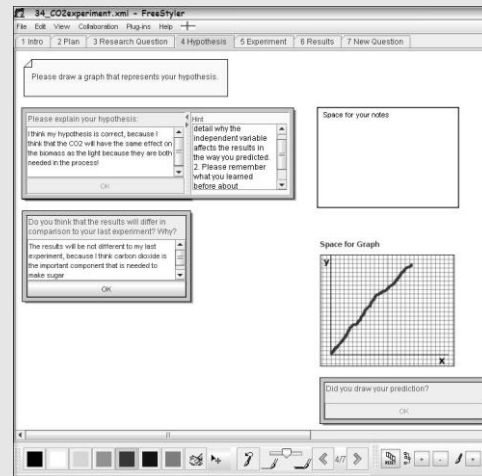 34_CO2experiment.xmi - FreeStyler
File Edit View Collaboration Plug-ins Help
1 Intro 2 Plan 3 Research Question 4 Hypothesis 5 Experiment 6 Results 7 New Question
Please draw a graph that represents your hypothesis.
Please explain your hypothesis:
I think my hypothesis is correct, because I
think that the CO2 will have the same effect on
the biomass as the light because they are both
needed in the process!
OK
Hint
detail why the
independent variable
affects the results in
the way you predicted.
2. Please remember
what you learned
before about
Space for your notes
Do you think that the results will differ in
comparison to your last experiment? Why?
The results will be not different to my last
experiment, because I think carbon dioxide is
the important component that is needed to
make sugar
OK
Space for Graph
y
x
Did you draw your prediction?
OK
4/7